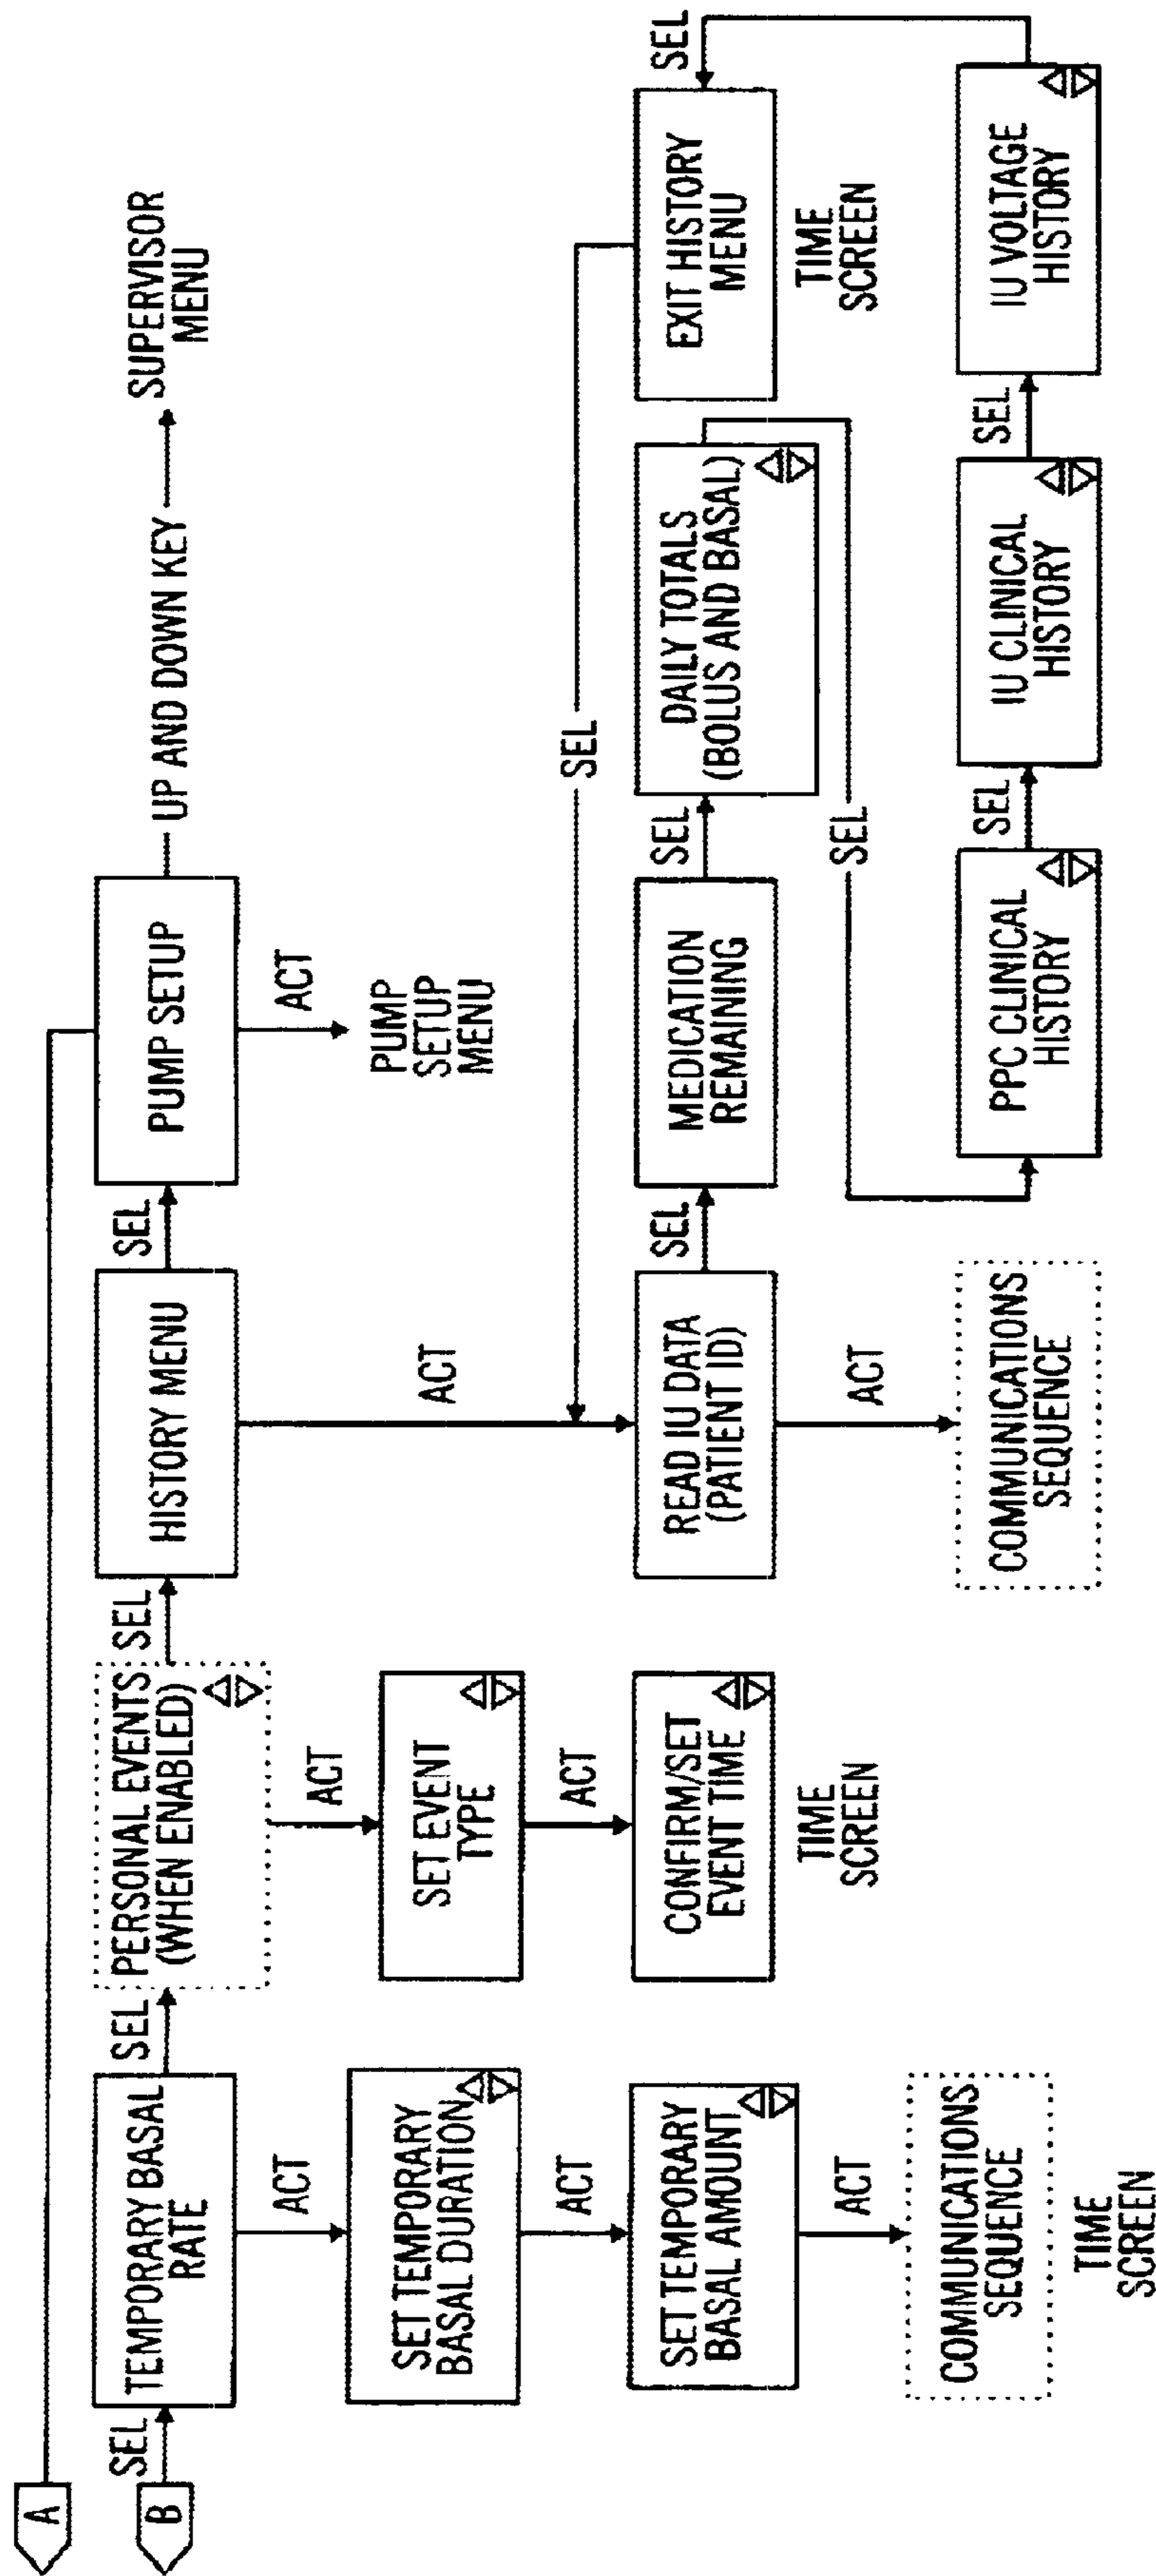 A
B
SEL
TEMPORARY BASAL
RATE
SEL
PERSONAL EVENTS
(WHEN ENABLED)
SEL
HISTORY MENU
SEL
PUMP SETUP
UP AND DOWN KEY
SUPERVISOR
MENU
ACT
SET TEMPORARY
BASAL DURATION
ACT
SET TEMPORARY
BASAL AMOUNT
ACT
COMMUNICATIONS
SEQUENCE
TIME
SCREEN
ACT
SET EVENT
TYPE
ACT
CONFIRM/SET
EVENT TIME
TIME
SCREEN
ACT
PUMP
SETUP
MENU
ACT
SEL
READ IU DATA
(PATIENT ID)
SEL
MEDICATION
REMAINING
SEL
DAILY TOTALS
(BOLUS AND BASAL)
EXIT HISTORY
MENU
SEL
TIME
SCREEN
ACT
COMMUNICATIONS
SEQUENCE
SEL
PPC CLINICAL
HISTORY
SEL
IU CLINICAL
HISTORY
SEL
IU VOLTAGE
HISTORY